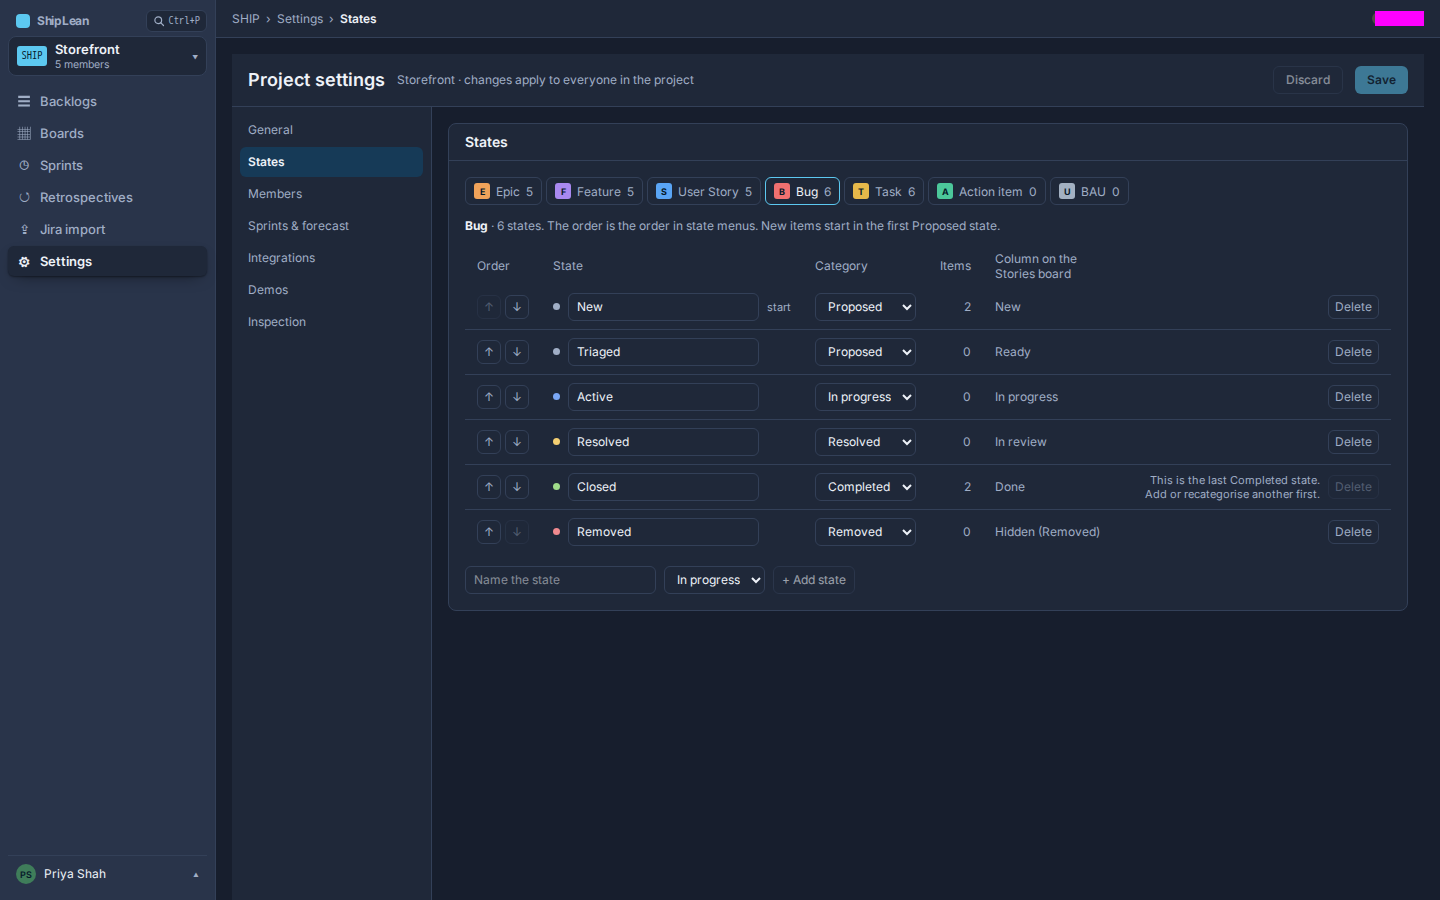 ShipLean
Ctrl+P
SHIP
Storefront
5 members
Backlogs
Boards
Sprints
Retrospectives
Jira import
Settings
PS Priya Shah
SHIP › Settings › States
Project settings
Storefront · changes apply to everyone in the project
Discard
Save
General
States
Members
Sprints & forecast
Integrations
Demos
Inspection
States
E Epic 5
F Feature 5
S User Story 5
B Bug 6
T Task 6
A Action item 0
U BAU 0
Bug · 6 states. The order is the order in state menus. New items start in the first Proposed state.
Order State Category Items Column on the
Stories board
↑ ↓ New start Proposed 2 New Delete
↑ ↓ Triaged Proposed 0 Ready Delete
↑ ↓ Active In progress 0 In progress Delete
↑ ↓ Resolved Resolved 0 In review Delete
↑ ↓ Closed Completed 2 Done This is the last Completed state.
Add or recategorise another first. Delete
↑ ↓ Removed Removed 0 Hidden (Removed) Delete
Name the state In progress + Add state